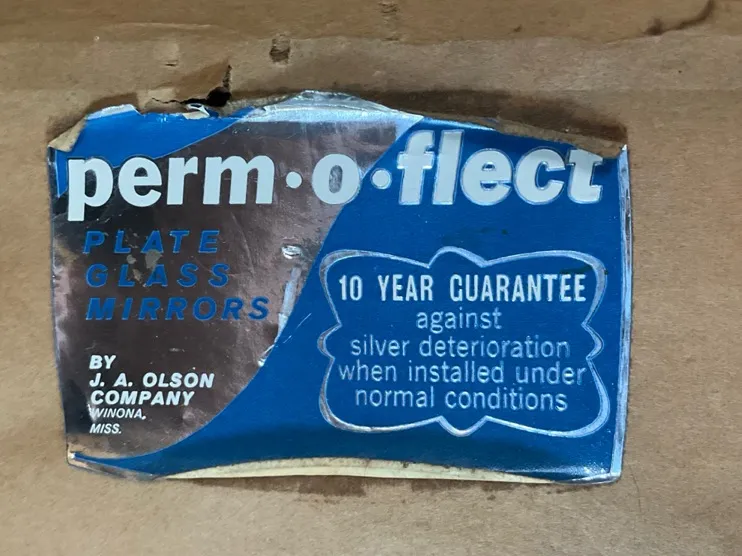 perm·o·flect
PLATE
GLASS
MIRRORS
BY
J. A. OLSON
COMPANY
WINONA,
MISS.
10 YEAR GUARANTEE
against
silver deterioration
when installed under
normal conditions